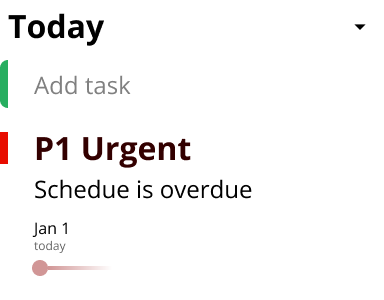 Today
Add task
P1 Urgent
Schedue is overdue
Jan 1
today